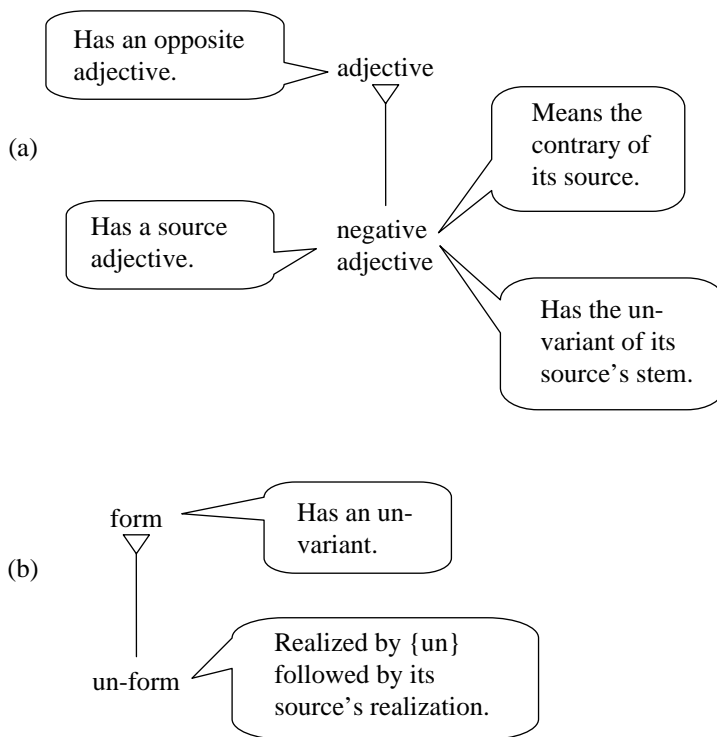 Has an opposite
adjective.
adjective
(a)
Means the
contrary of
its source.
Has a source
adjective.
negative
adjective
Has the un-
variant of its
source’s stem.
form
Has an un-
variant.
(b)
un-form
Realized by {un}
followed by its
source’s realization.